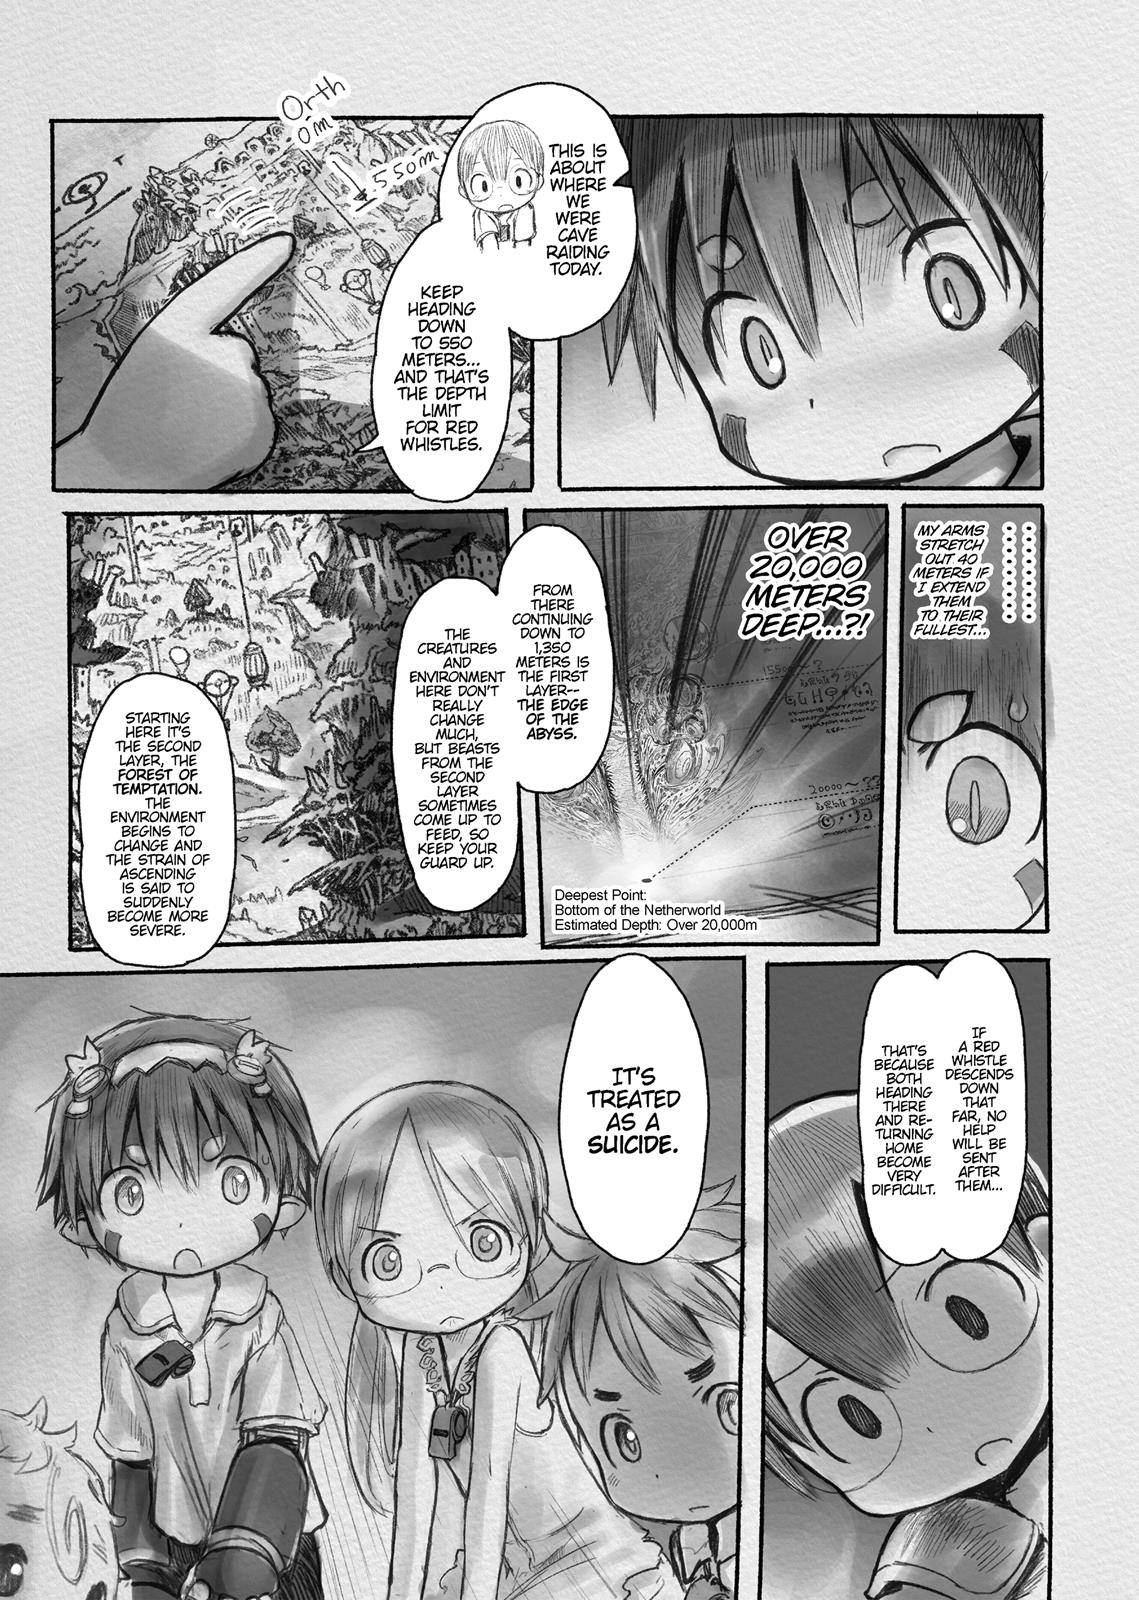 THIS IS
ABOUT
WHERE
WE
WERE
CAVE
RAIDING
TODAY.
KEEP
HEADING
DOWN
TO 550
METERS...
AND THAT'S
THE DEPTH
LIMIT
FOR RED
WHISTLES.
Orth
0m
550m
MY ARMS
STRETCH
OUT 40
METERS IF
I EXTEND
THEM
TO THEIR
FULLEST...
OVER
20,000
METERS
DEEP...?!
15500~?
20000~??
Deepest Point:
Bottom of the Netherworld
Estimated Depth: Over 20,000m
FROM
THERE
CONTINUING
DOWN TO
1,350
METERS IS
THE FIRST
LAYER--
THE EDGE
OF THE
ABYSS.
THE
CREATURES
AND
ENVIRONMENT
HERE DON'T
REALLY
CHANGE
MUCH,
BUT BEASTS
FROM THE
SECOND
LAYER
SOMETIMES
COME UP TO
FEED, SO
KEEP YOUR
GUARD UP.
STARTING
HERE IT'S
THE SECOND
LAYER, THE
FOREST OF
TEMPTATION.
THE
ENVIRONMENT
BEGINS TO
CHANGE AND
THE STRAIN OF
ASCENDING
IS SAID TO
SUDDENLY
BECOME MORE
SEVERE.
IF
A RED
WHISTLE
DESCENDS
DOWN
THAT
FAR, NO
HELP
WILL BE
SENT
AFTER
THEM...
THAT'S
BECAUSE
BOTH
HEADING
THERE
AND RE-
TURNING
HOME
BECOME
VERY
DIFFICULT.
IT'S
TREATED
AS A
SUICIDE.